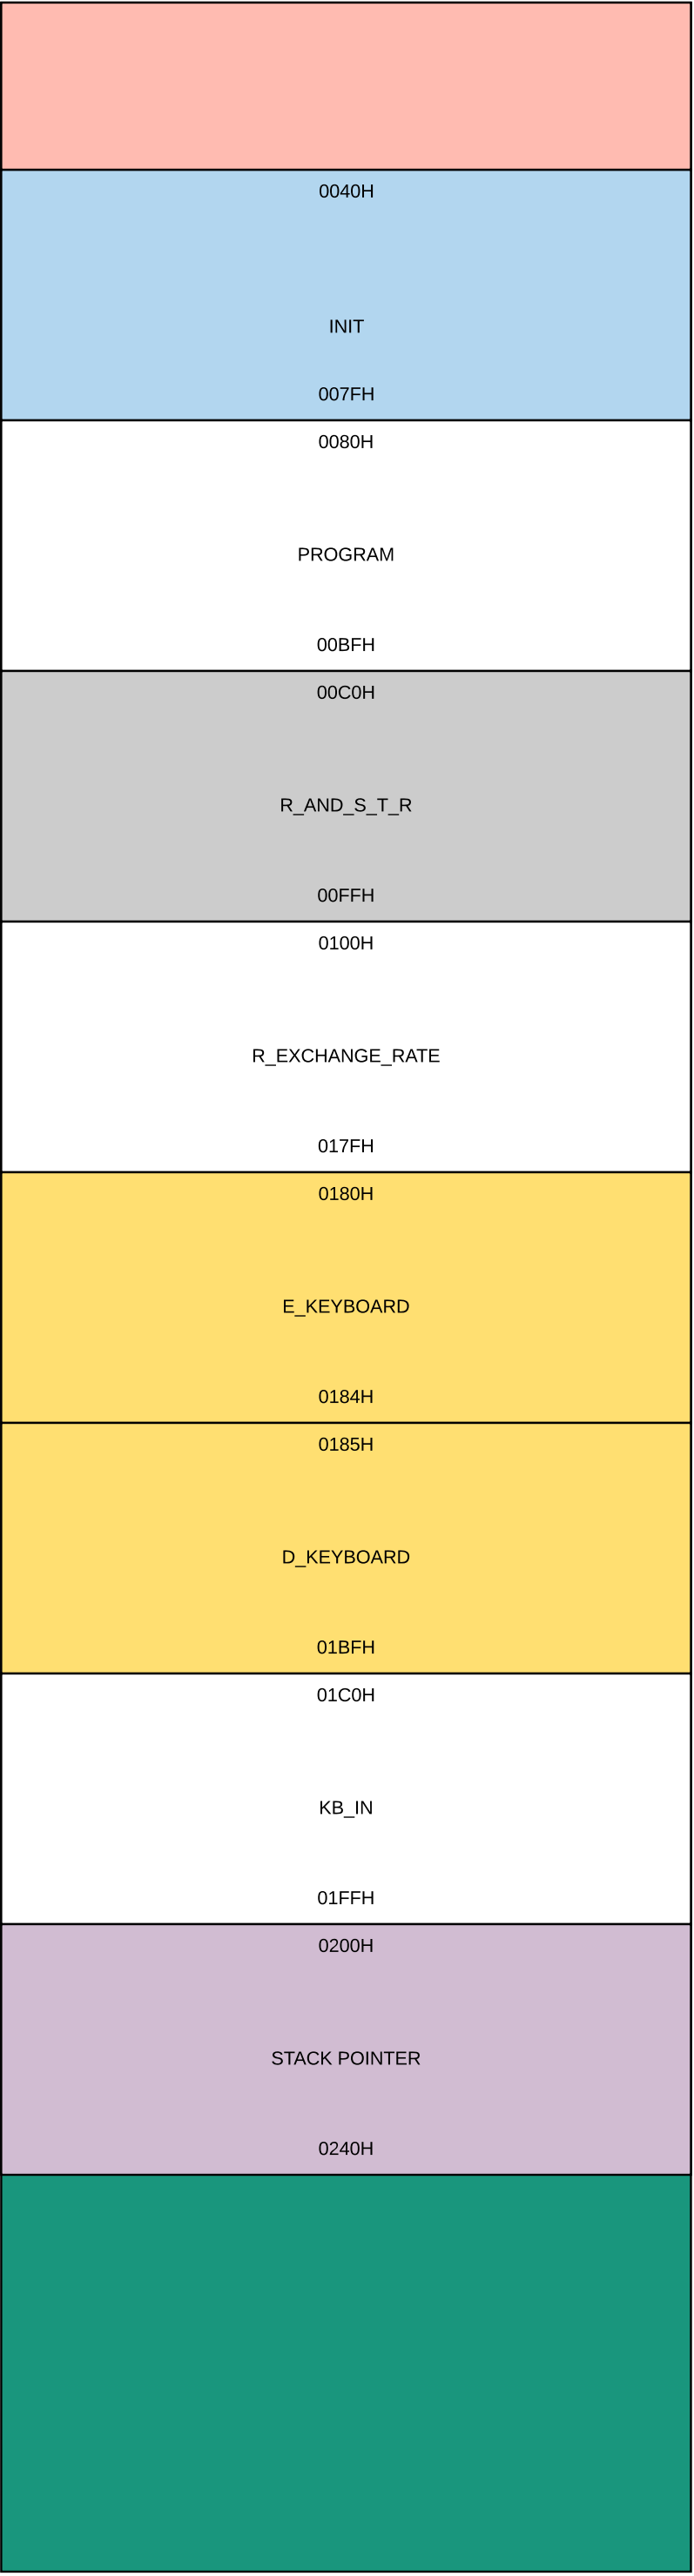 0040H
INIT
007FH
0080H
PROGRAM
00BFH
00C0H
R_AND_S_T_R
00FFH
0100H
R_EXCHANGE_RATE
017FH
0180H
E_KEYBOARD
0184H
0185H
D_KEYBOARD
01BFH
01C0H
KB_IN
01FFH
0200H
STACK POINTER
0240H